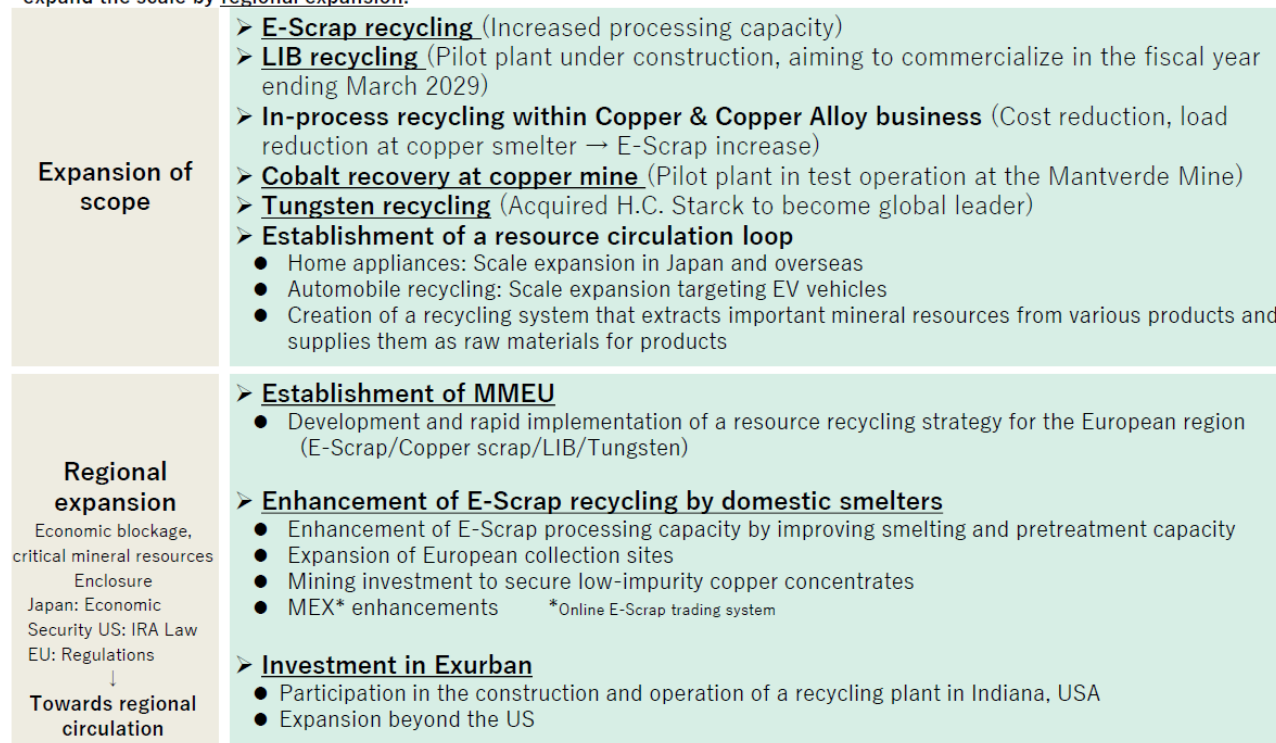 expand the scale by regional expansion.
Expansion of
scope
➤ E-Scrap recycling (Increased processing capacity)
➤ LIB recycling (Pilot plant under construction, aiming to commercialize in the fiscal year
ending March 2029)
➤ In-process recycling within Copper & Copper Alloy business (Cost reduction, load
reduction at copper smelter → E-Scrap increase)
➤ Cobalt recovery at copper mine (Pilot plant in test operation at the Mantverde Mine)
➤ Tungsten recycling (Acquired H.C. Starck to become global leader)
➤ Establishment of a resource circulation loop
● Home appliances: Scale expansion in Japan and overseas
● Automobile recycling: Scale expansion targeting EV vehicles
● Creation of a recycling system that extracts important mineral resources from various products and
supplies them as raw materials for products
Regional
expansion
Economic blockage,
critical mineral resources
Enclosure
Japan: Economic
Security US: IRA Law
EU: Regulations
↓
Towards regional
circulation
➤ Establishment of MMEU
● Development and rapid implementation of a resource recycling strategy for the European region
(E-Scrap/Copper scrap/LIB/Tungsten)
➤ Enhancement of E-Scrap recycling by domestic smelters
● Enhancement of E-Scrap processing capacity by improving smelting and pretreatment capacity
● Expansion of European collection sites
● Mining investment to secure low-impurity copper concentrates
● MEX* enhancements *Online E-Scrap trading system
➤ Investment in Exurban
● Participation in the construction and operation of a recycling plant in Indiana, USA
● Expansion beyond the US